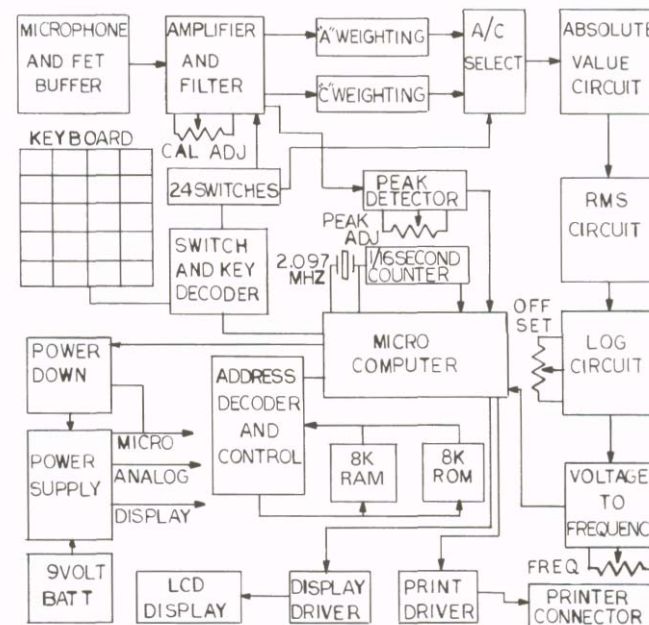 MICROPHONE
AND FET
BUFFER
AMPLIFIER
AND
FILTER
"A" WEIGHTING
"C" WEIGHTING
A/C
SELECT
ABSOLUTE
VALUE
CIRCUIT
KEYBOARD
CAL ADJ
24 SWITCHES
PEAK
DETECTOR
PEAK
ADJ
RMS
CIRCUIT
SWITCH
AND KEY
DECODER
2.097
MHZ
1/16 SECOND
COUNTER
OFF
SET
LOG
CIRCUIT
MICRO
COMPUTER
POWER
DOWN
ADDRESS
DECODER
AND
CONTROL
MICRO
ANALOG
DISPLAY
POWER
SUPPLY
8K
RAM
8K
ROM
VOLTAGE
TO
FREQUENCY
FREQ
9 VOLT
BATT
LCD
DISPLAY
DISPLAY
DRIVER
PRINT
DRIVER
PRINTER
CONNECTOR